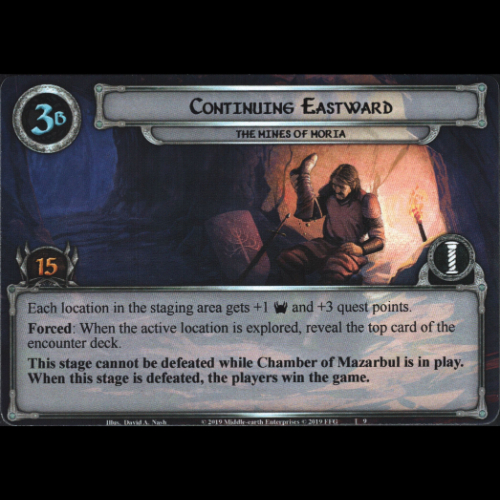 3B
CONTINUING EASTWARD
THE MINES OF MORIA
15
Each location in the staging area gets +1 and +3 quest points.
Forced: When the active location is explored, reveal the top card of the
encounter deck.
This stage cannot be defeated while Chamber of Mazarbul is in play.
When this stage is defeated, the players win the game.
Illus. David A. Nash © 2019 Middle-earth Enterprises © 2019 FFG 9